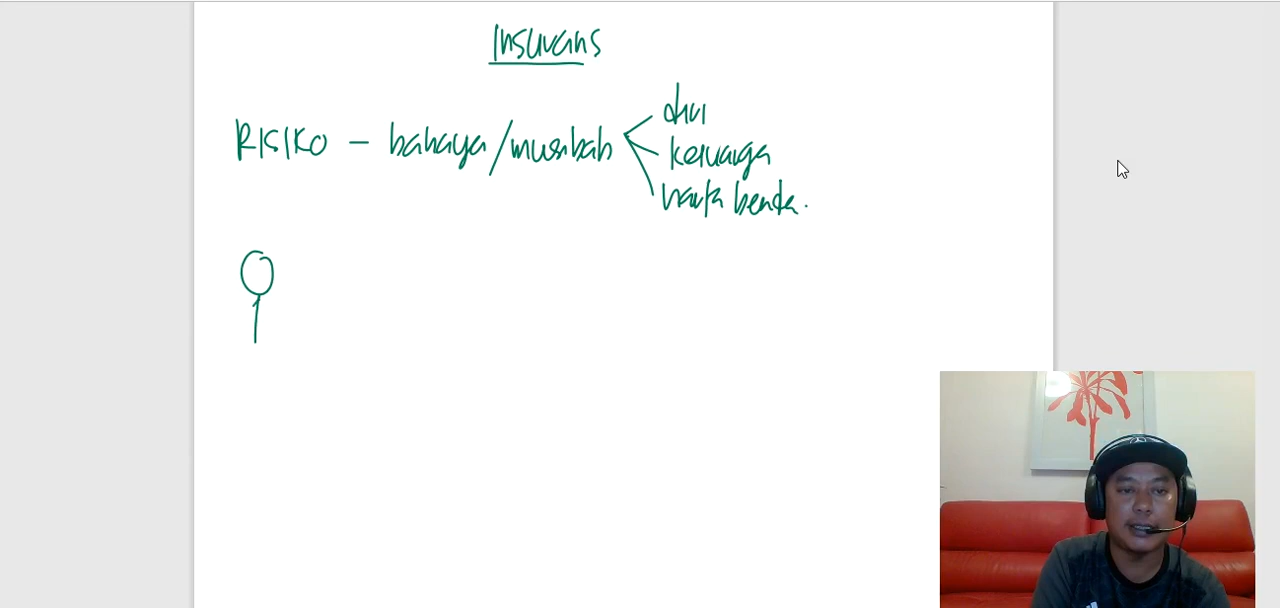 Insurans
RISIKO – bahaya/musibah
diri
keluarga
harta benda.